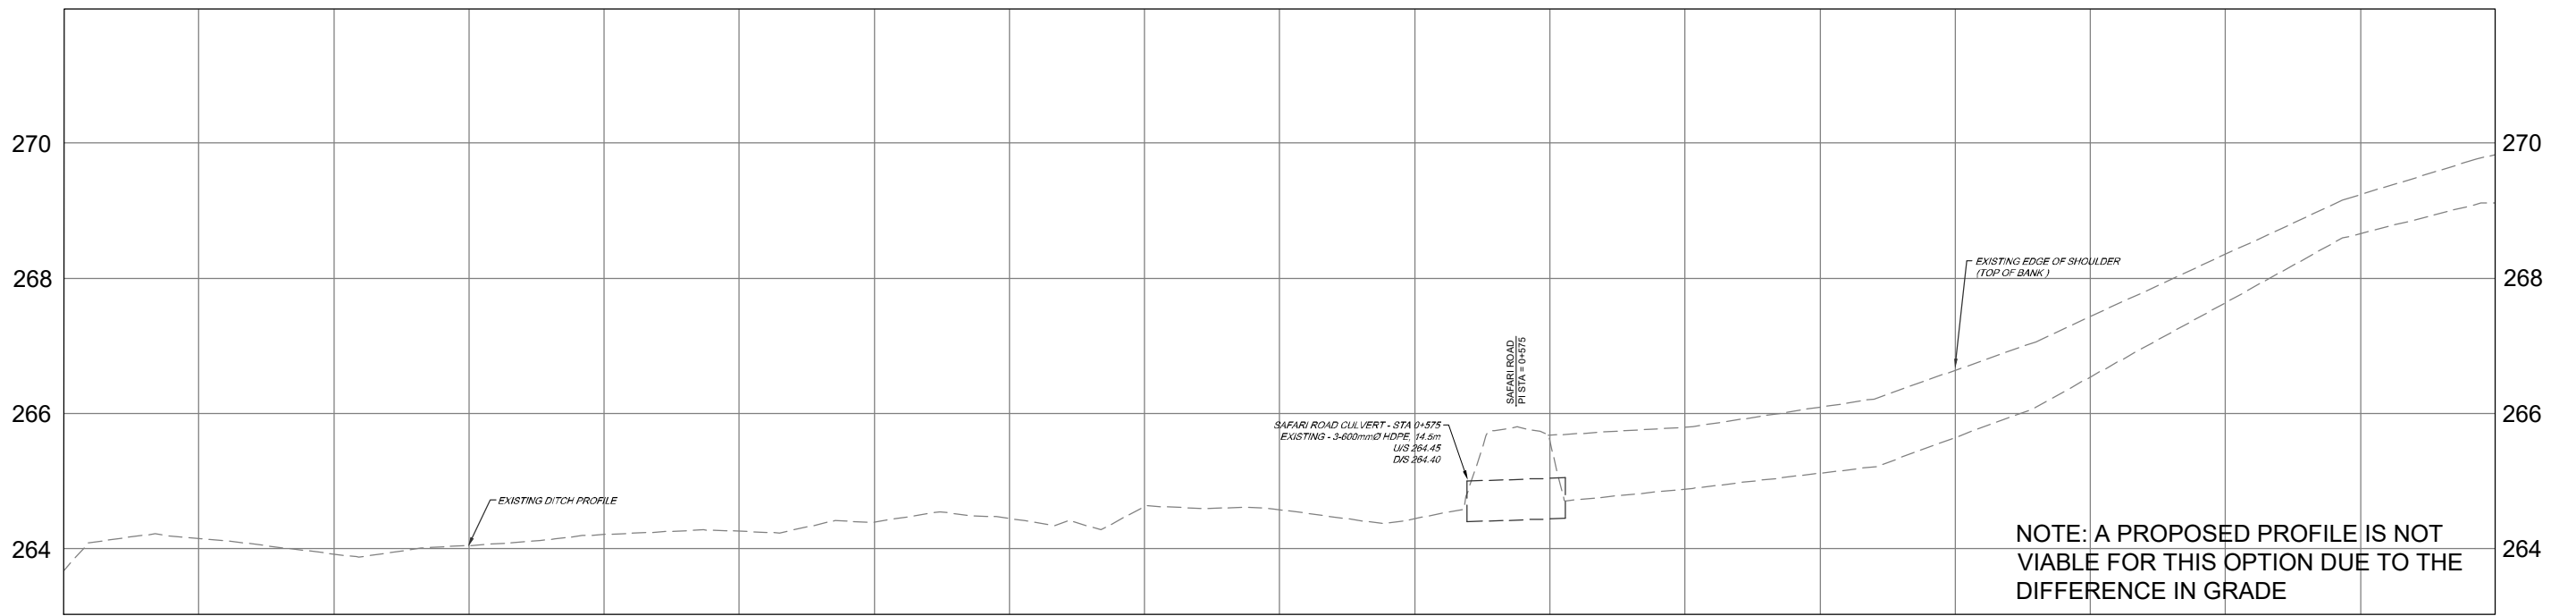 270
270
268
268
EXISTING EDGE OF SHOULDER
(TOP OF BANK )
SAFARI ROAD
PI STA = 0+575
266
266
SAFARI ROAD CULVERT - STA 0+575
EXISTING - 3-600mmØ HDPE, 14.5m
U/S 264.45
D/S 264.40
EXISTING DITCH PROFILE
264
264
NOTE: A PROPOSED PROFILE IS NOT
VIABLE FOR THIS OPTION DUE TO THE
DIFFERENCE IN GRADE